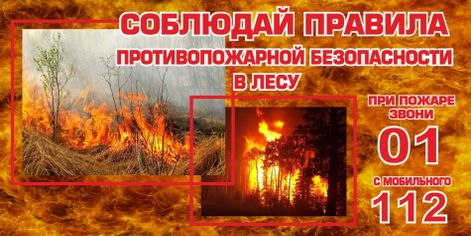 СОБЛЮДАЙ ПРАВИЛА
ПРОТИВОПОЖАРНОЙ БЕЗОПАСНОСТИ
В ЛЕСУ
ПРИ ПОЖАРЕ
ЗВОНИ
01
С МОБИЛЬНОГО
112